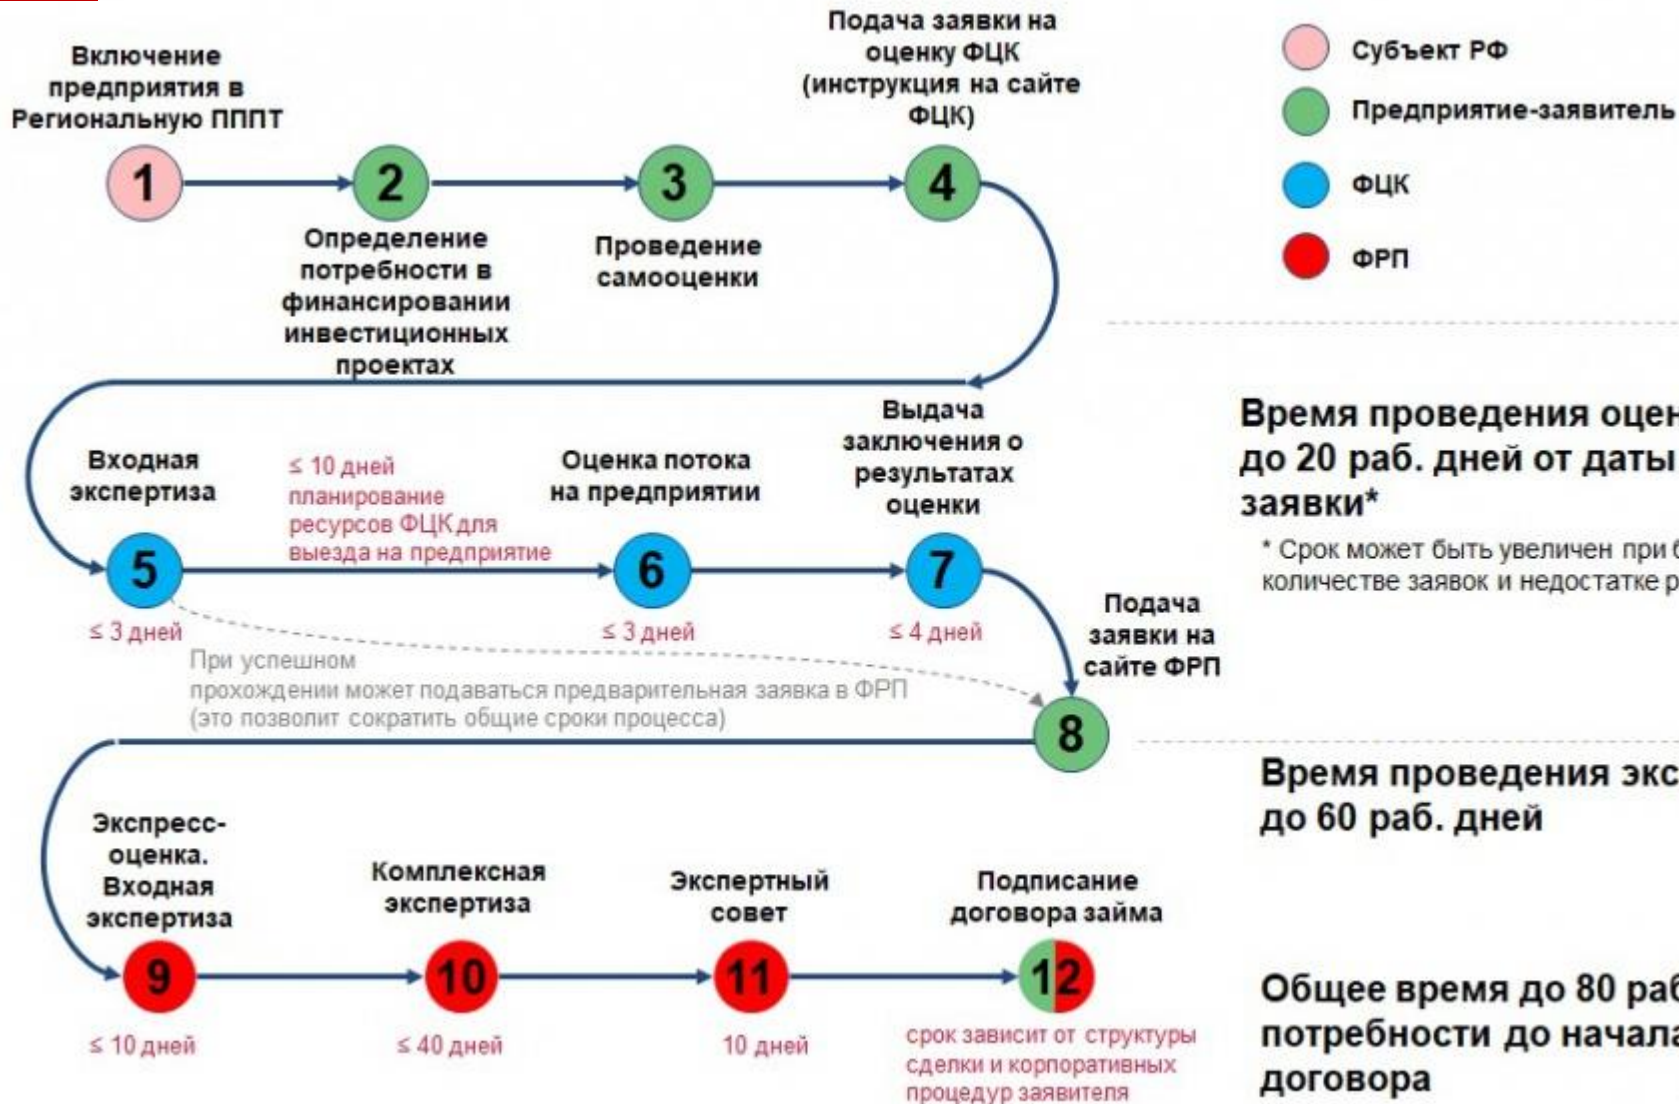 Включение
предприятия в
Региональную ПППТ
Подача заявки на
оценку ФЦК
(инструкция на сайте
ФЦК)
1
2
3
4
Определение
потребности в
финансировании
инвестиционных
проектах
Проведение
самооценки
Субъект РФ
Предприятие-заявитель
ФЦК
ФРП
Входная
экспертиза
≤ 10 дней
планирование
ресурсов ФЦК для
выезда на предприятие
Оценка потока
на предприятии
Выдача
заключения о
результатах
оценки
5
6
7
≤ 3 дней
≤ 3 дней
≤ 4 дней
При успешном
прохождении может подаваться предварительная заявка в ФРП
(это позволит сократить общие сроки процесса)
Подача
заявки на
сайте ФРП
8
Время проведения оцен
до 20 раб. дней от даты
заявки*
* Срок может быть увеличен при
количестве заявок и недостатке
Экспресс-
оценка.
Входная
экспертиза
Комплексная
экспертиза
Экспертный
совет
Подписание
договора займа
9
10
11
12
≤ 10 дней
≤ 40 дней
10 дней
срок зависит от структуры
сделки и корпоративных
процедур заявителя
Время проведения экс
до 60 раб. дней
Общее время до 80 раб
потребности до начала
договора